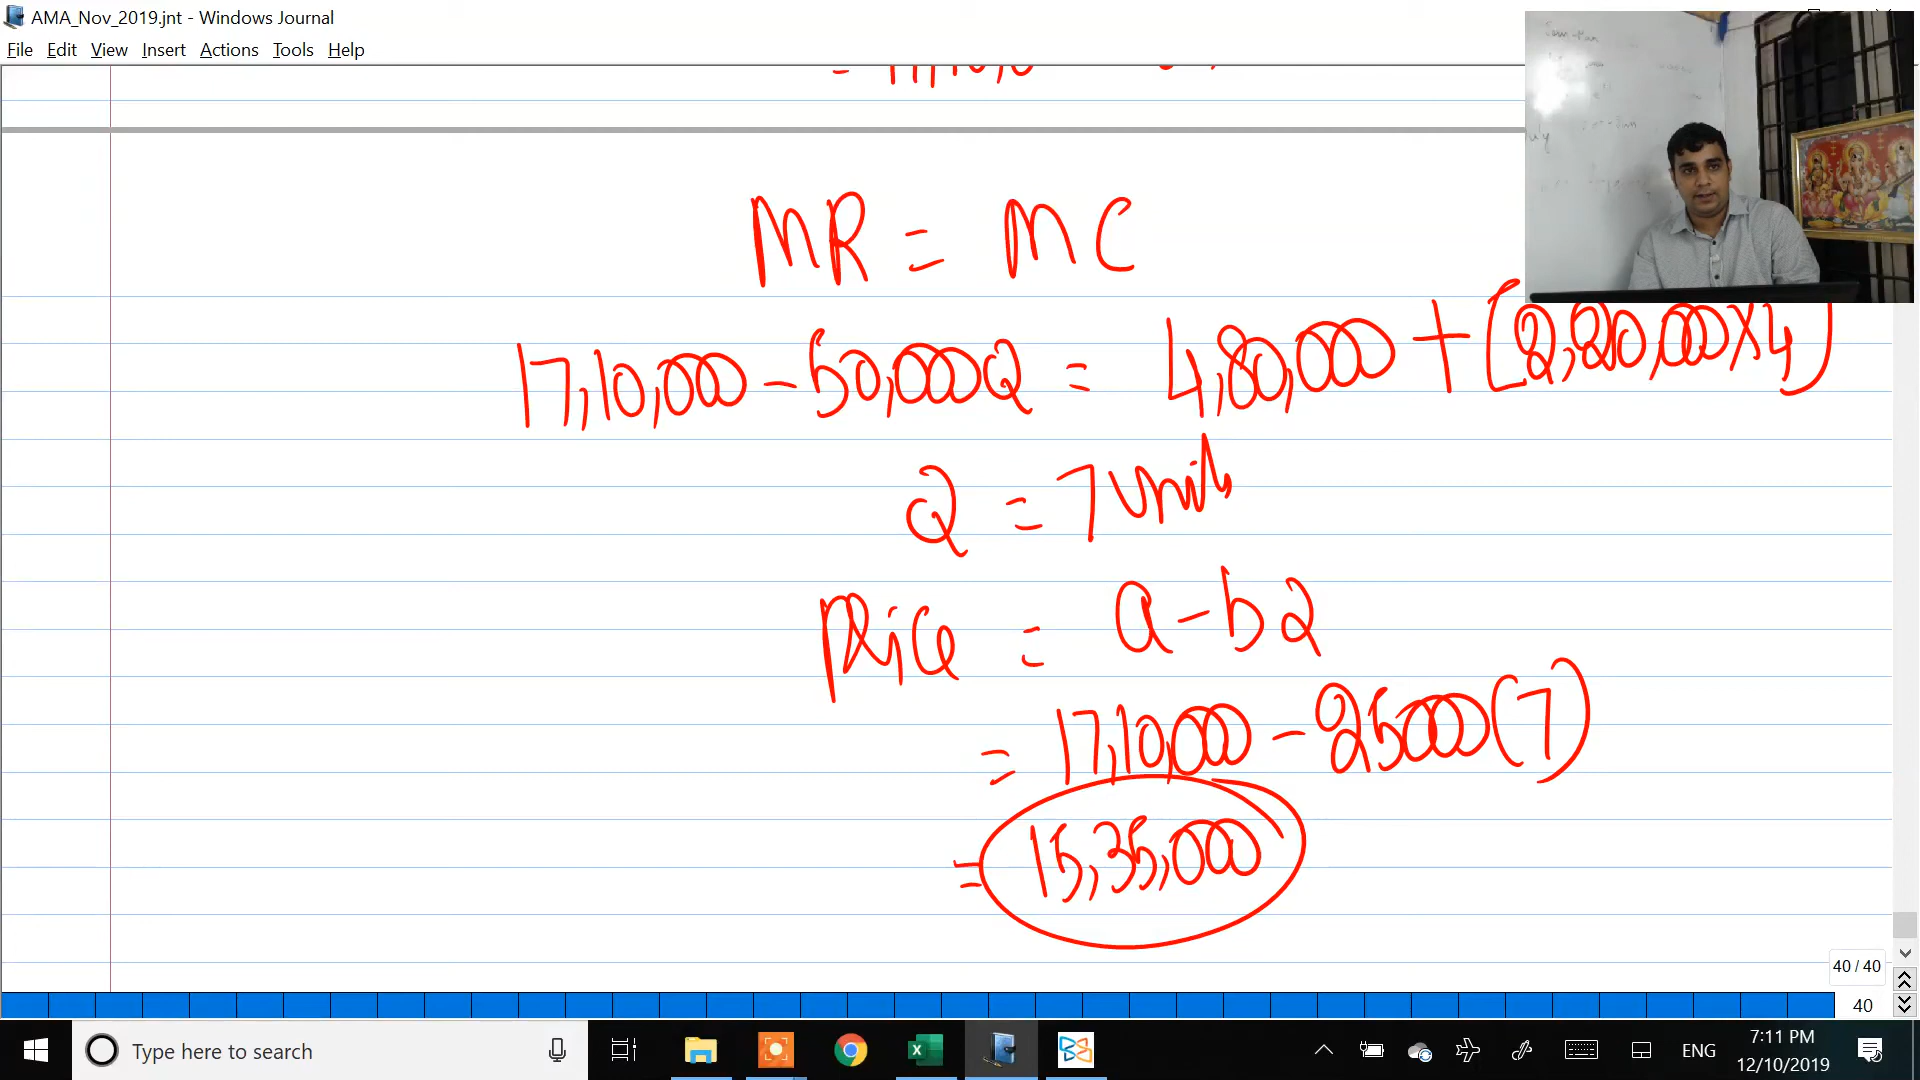 AMA_Nov_2019.jnt - Windows Journal
File Edit View Insert Actions Tools Help
MR = MC
17,10,000 - 50,000Q = 4,80,000 + [2,20,000x4]
Q = 7 Units
Price = a - bQ
= 17,10,000 - 25000(7)
= 15,35,000
40 / 40
40
Type here to search
ENG
7:11 PM
12/10/2019